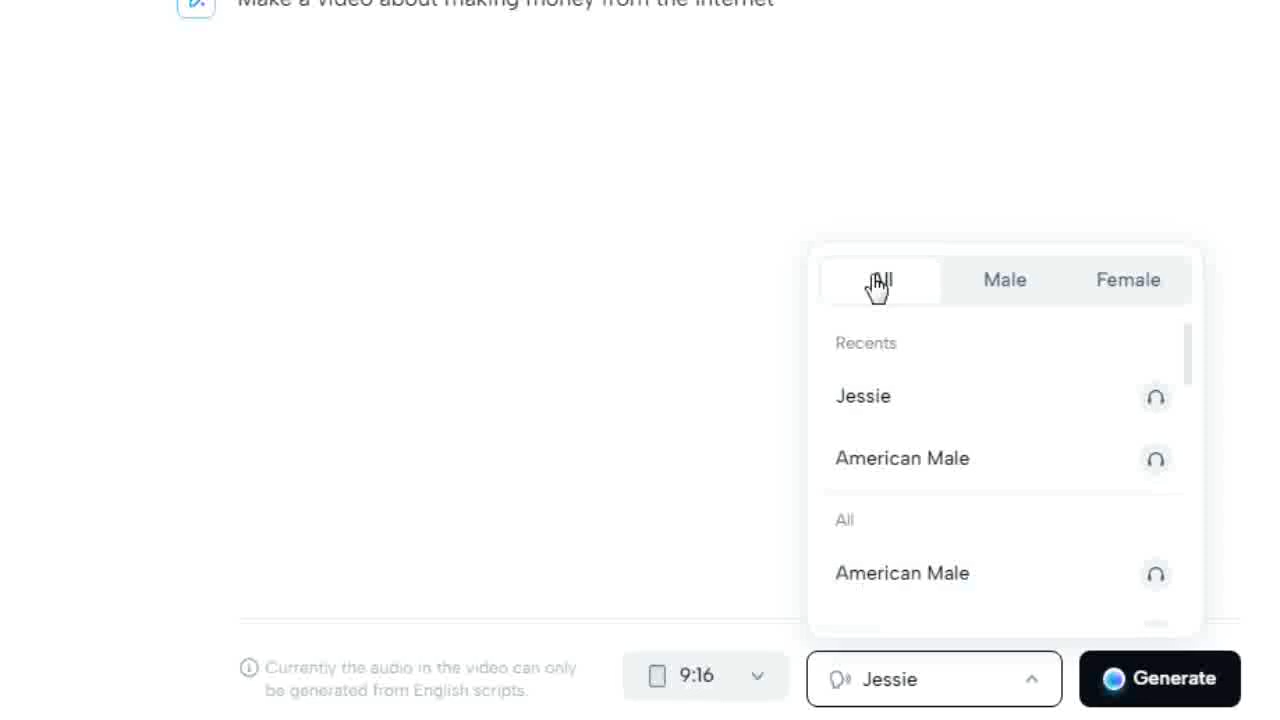 Make a video about making money from the internet
All
Male
Female
Recents
Jessie
American Male
All
American Male
Currently the audio in the video can only
be generated from English scripts.
9:16
Jessie
Generate